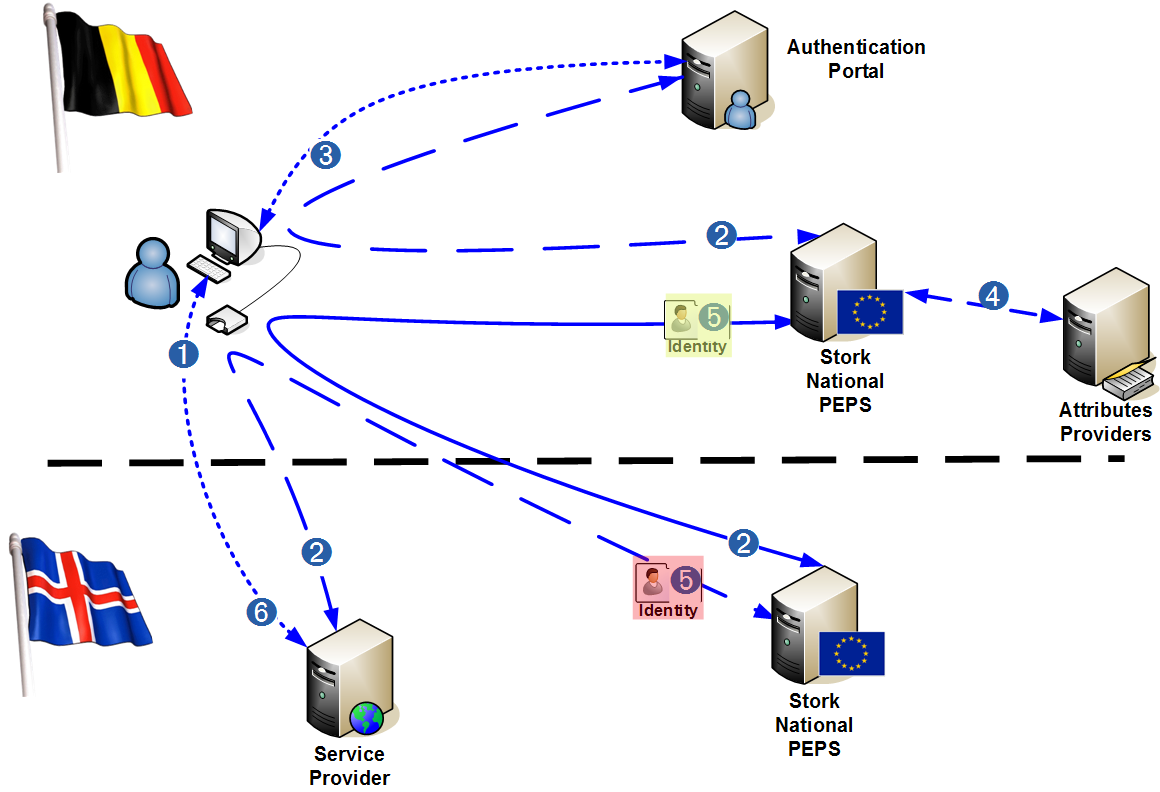 Authentication
Portal
3
2
4
5
Identity
Stork
National
PEPS
Attributes
Providers
1
2
2
5
Identity
6
Stork
National
PEPS
Service
Provider